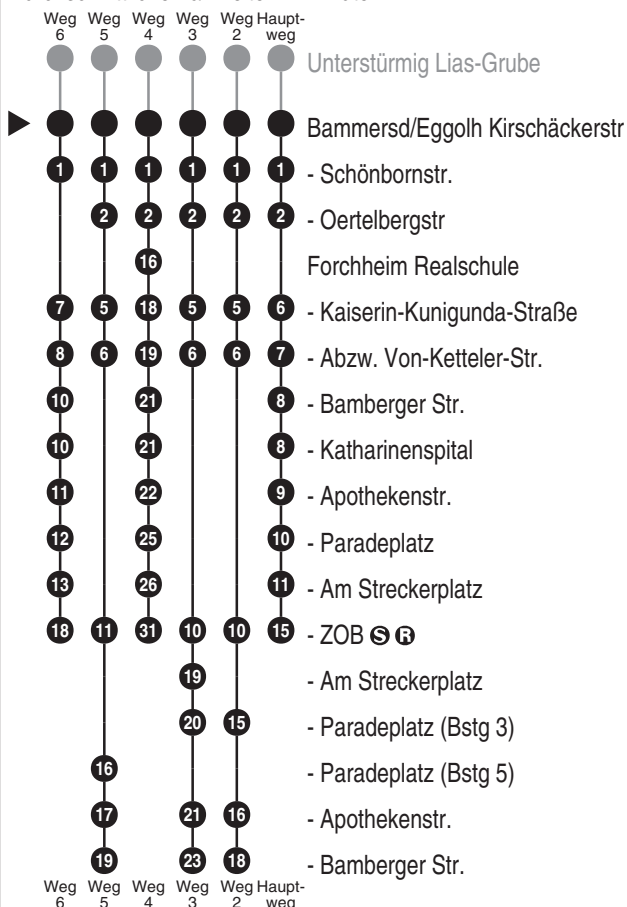 Weg Weg Weg Weg Weg Haupt-
6 5 4 3 2 weg
Unterstürmig Lias-Grube
Bammersd/Eggolh Kirschäckerstr
1 1 1 1 1 1 - Schönbornstr.
2 2 2 2 2 - Oertelbergstr
16 Forchheim Realschule
7 5 18 5 5 6 - Kaiserin-Kunigunda-Straße
8 6 19 6 6 7 - Abzw. Von-Ketteler-Str.
10 21 8 - Bamberger Str.
10 21 8 - Katharinenspital
11 22 9 - Apothekenstr.
12 25 10 - Paradeplatz
13 26 11 - Am Streckerplatz
18 11 31 10 10 15 - ZOB S R
19 - Am Streckerplatz
20 15 - Paradeplatz (Bstg 3)
16 - Paradeplatz (Bstg 5)
17 21 16 - Apothekenstr.
19 23 18 - Bamberger Str.
Weg Weg Weg Weg Weg Haupt-
6 5 4 3 2 weg